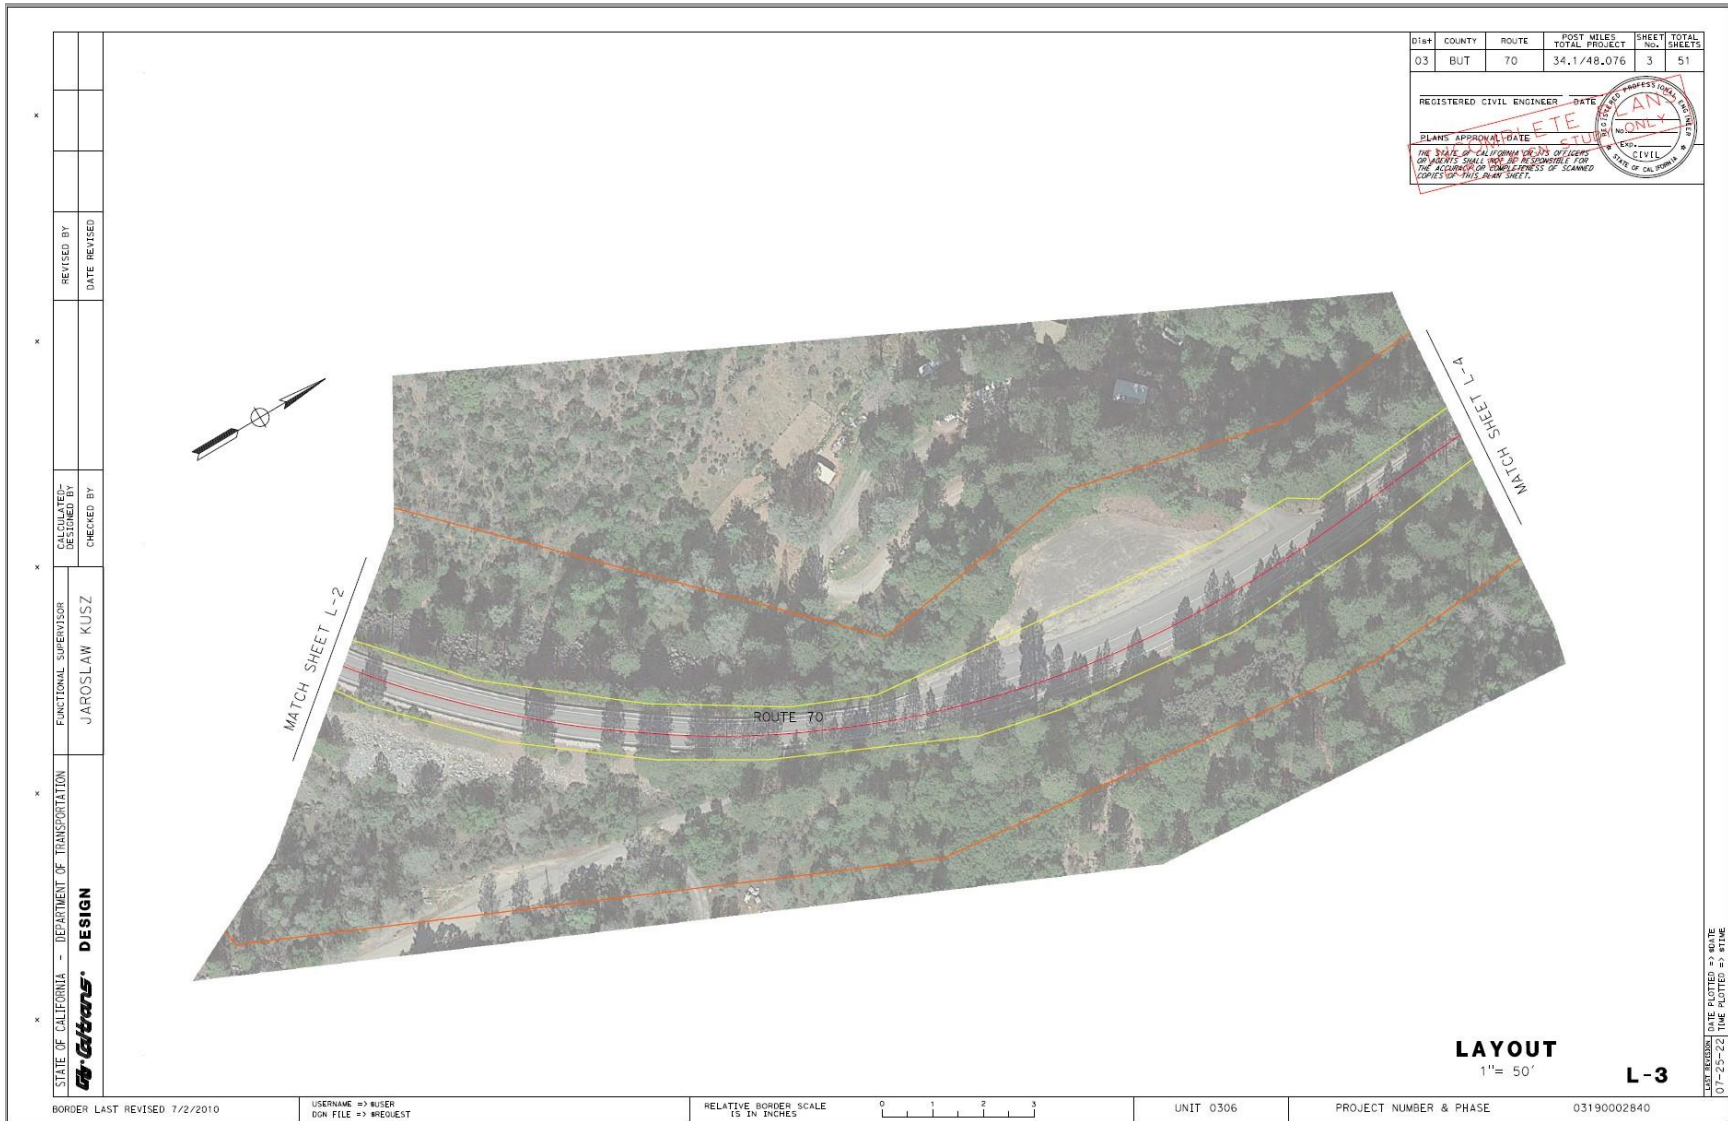 Dist COUNTY ROUTE POST MILES TOTAL PROJECT SHEET No. TOTAL SHEETS
03 BUT 70 34.1/48.076 3 51
REGISTERED CIVIL ENGINEER DATE
PLANS APPROVAL DATE
THE STATE OF CALIFORNIA OR ITS OFFICERS
OR AGENTS SHALL NOT BE RESPONSIBLE FOR
THE ACCURACY OR COMPLETENESS OF SCANNED
COPIES OF THIS PLAN SHEET.
INCOMPLETE PLANS
FOR DESIGN STUDY ONLY
REGISTERED PROFESSIONAL ENGINEER
No.
Exp.
CIVIL
STATE OF CALIFORNIA
REVISED BY
DATE REVISED
CALCULATED-
DESIGNED BY
CHECKED BY
FUNCTIONAL SUPERVISOR
JAROSLAW KUSZ
STATE OF CALIFORNIA - DEPARTMENT OF TRANSPORTATION
Caltrans® DESIGN
MATCH SHEET L-2
MATCH SHEET L-4
ROUTE 70
LAYOUT
1"= 50'
L-3
DATE PLOTTED => $DATE
TIME PLOTTED => $TIME
LAST REVISION
07-25-22
BORDER LAST REVISED 7/2/2010
USERNAME => $USER
DGN FILE => $REQUEST
RELATIVE BORDER SCALE
IS IN INCHES
0 1 2 3
UNIT 0306
PROJECT NUMBER & PHASE
03190002840